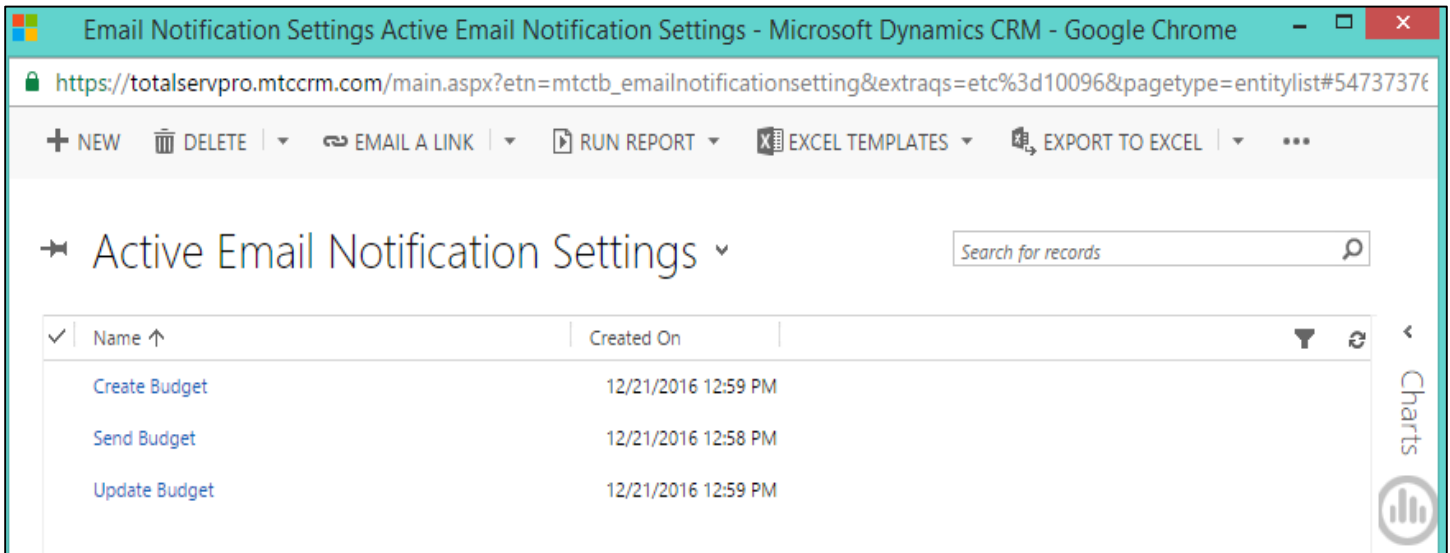 Email Notification Settings Active Email Notification Settings - Microsoft Dynamics CRM - Google Chrome
https://totalservpro.mtccrm.com/main.aspx?etn=mtctb_emailnotificationsetting&extraqs=etc%3d10096&pagetype=entitylist#54737376
NEW DELETE EMAIL A LINK RUN REPORT EXCEL TEMPLATES EXPORT TO EXCEL
Active Email Notification Settings
Search for records
Name Created On
Create Budget 12/21/2016 12:59 PM
Send Budget 12/21/2016 12:58 PM
Update Budget 12/21/2016 12:59 PM
Charts